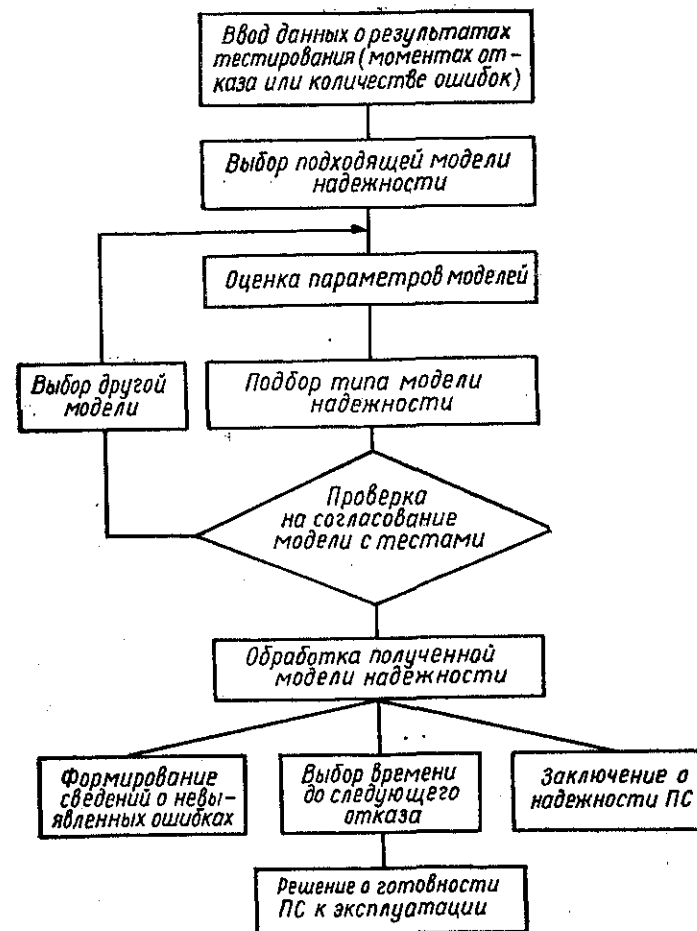 Ввод данных о результатах
тестирования (моментах от-
каза или количестве ошибок)
Выбор подходящей модели
надежности
Оценка параметров моделей
Выбор другой
модели
Подбор типа модели
надежности
Проверка
на согласование
модели с тестами
Обработка полученной
модели надёжности
Формирование
сведений о невы-
явленных ошибках
Выбор времени
до следующего
отказа
Заключение о
надежности ПС
Решение о готовности
ПС к эксплуатации